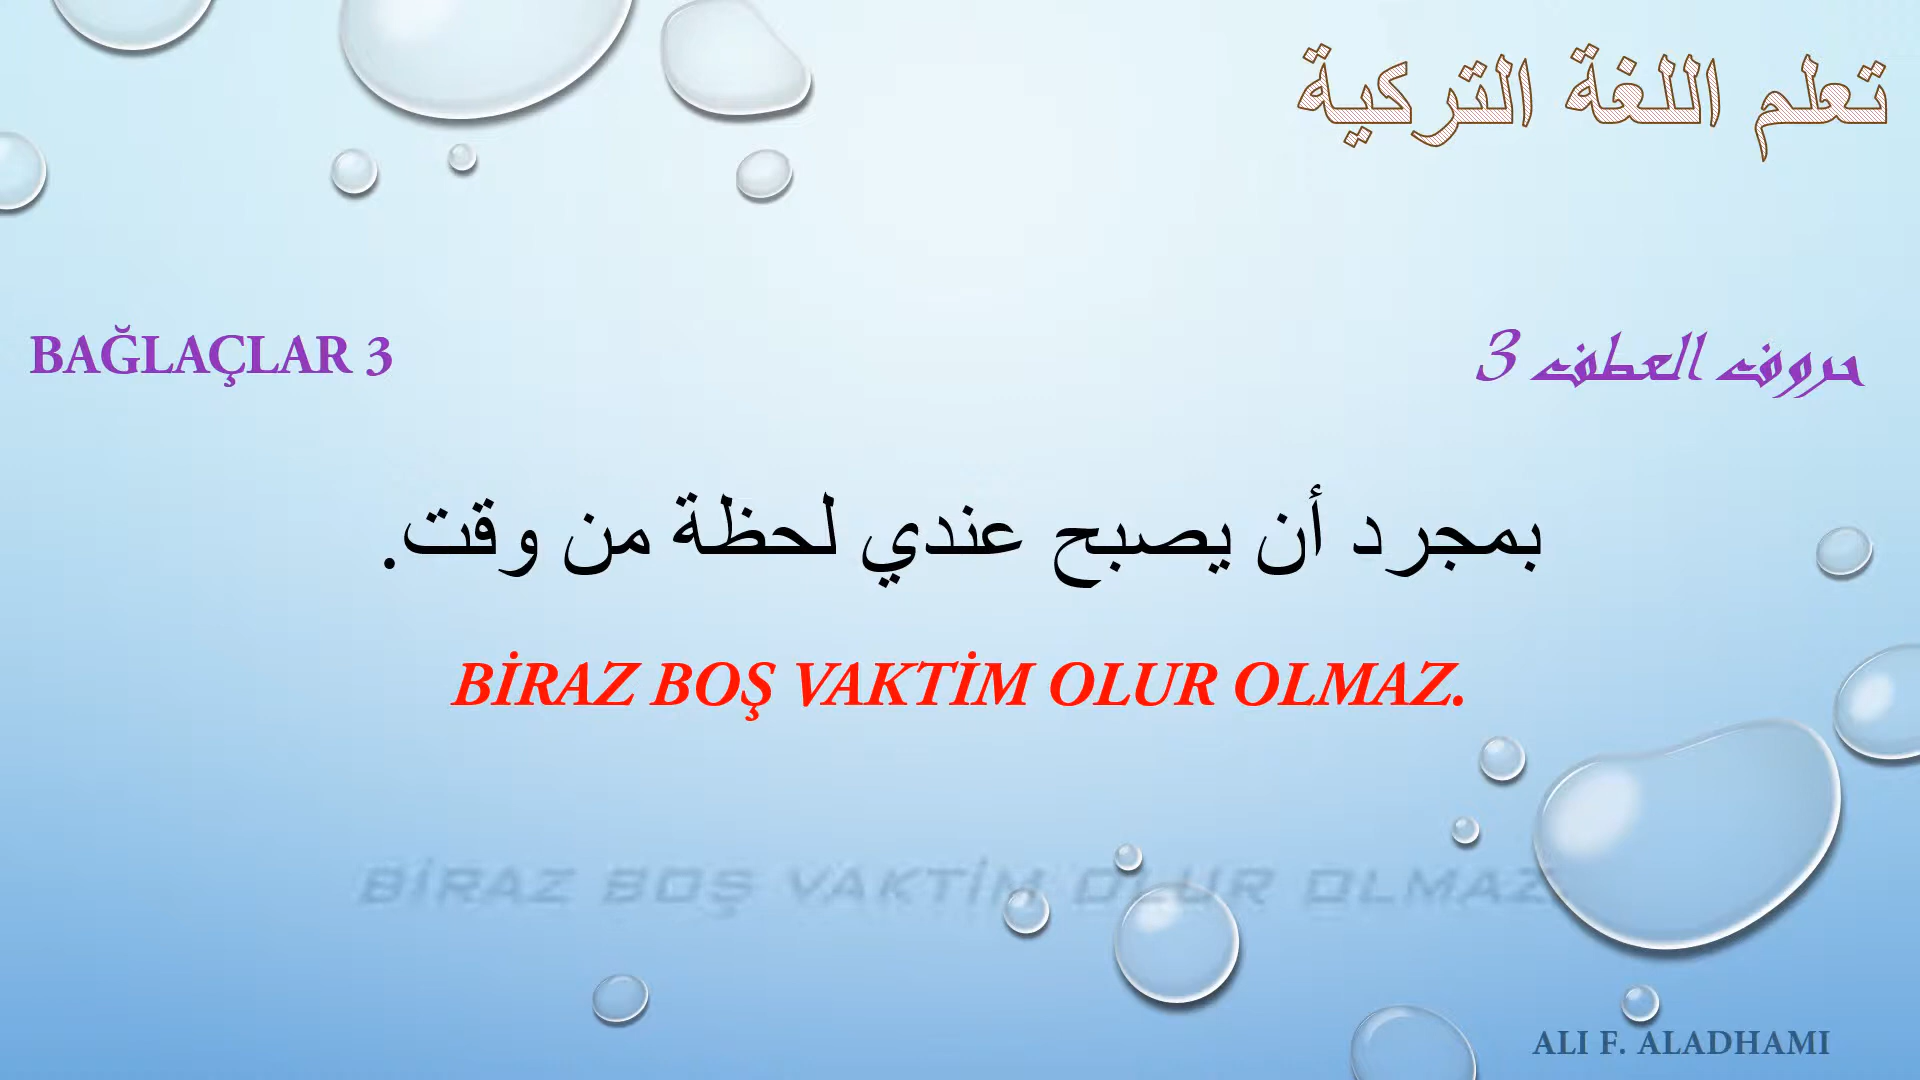 تعلم اللغة التركية
BAĞLAÇLAR 3
حروف العطف 3
بمجرد أن يصبح عندي لحظة من وقت.
BİRAZ BOŞ VAKTİM OLUR OLMAZ.
BİRAZ BOŞ VAKTİM OLUR OLMAZ.
ALI F. ALADHAMI